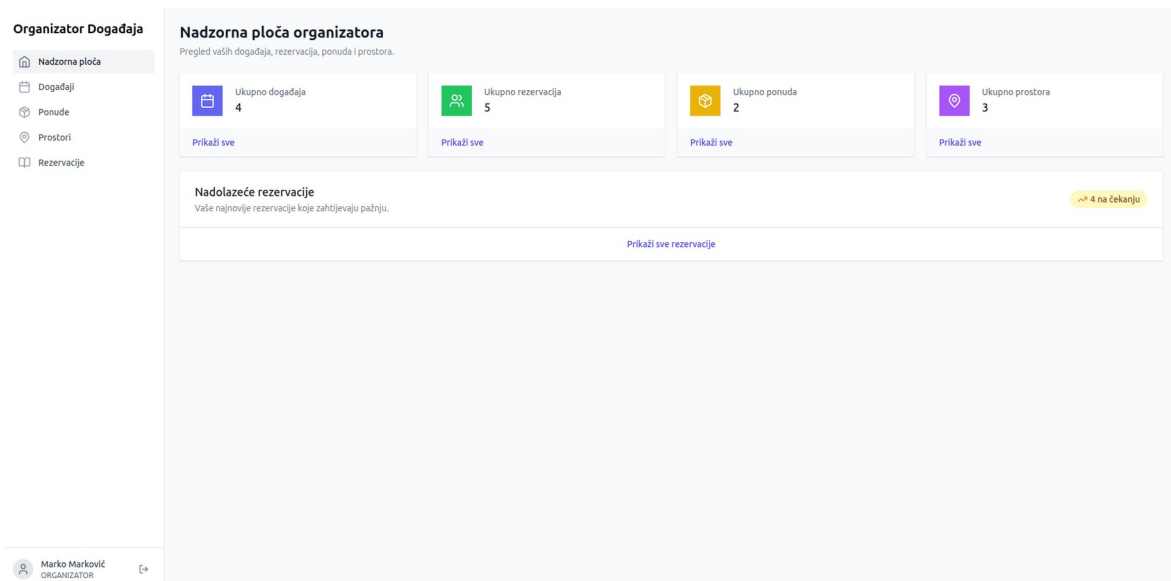 Organizator Događaja
Nadzorna ploča
Događaji
Ponude
Prostori
Rezervacije
Nadzorna ploča organizatora
Pregled vaših događaja, rezervacija, ponuda i prostora.
Ukupno događaja
4
Prikaži sve
Ukupno rezervacija
5
Prikaži sve
Ukupno ponuda
2
Prikaži sve
Ukupno prostora
3
Prikaži sve
Nadolazeće rezervacije
Vaše najnovije rezervacije koje zahtijevaju pažnju.
4 na čekanju
Prikaži sve rezervacije
Marko Marković
ORGANIZATOR